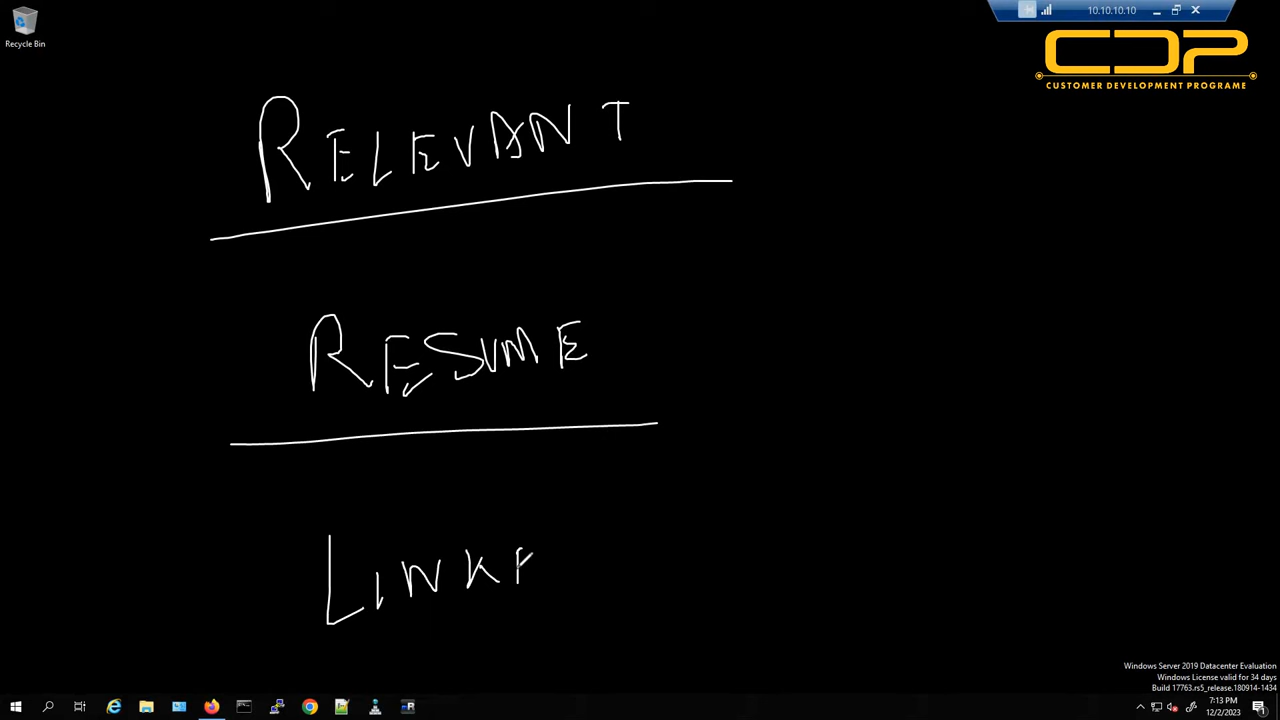 10.10.10.10
CDP
CUSTOMER DEVELOPMENT PROGRAME
Recycle Bin
RELEVANT
RESUME
LINK
Windows Server 2019 Datacenter Evaluation
Windows License valid for 34 days
Build 17763.rs5_release.180914-1434
7:13 PM
12/2/2023